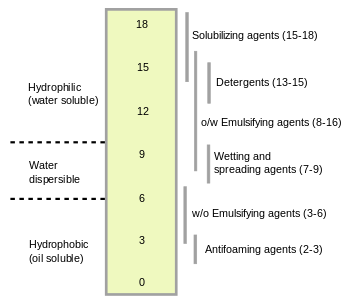 18
Solubilizing agents (15-18)
15
Detergents (13-15)
Hydrophilic
(water soluble)
12
o/w Emulsifying agents (8-16)
9
Wetting and
spreading agents (7-9)
Water
dispersible
6
w/o Emulsifying agents (3-6)
3
Hydrophobic
(oil soluble)
Antifoaming agents (2-3)
0